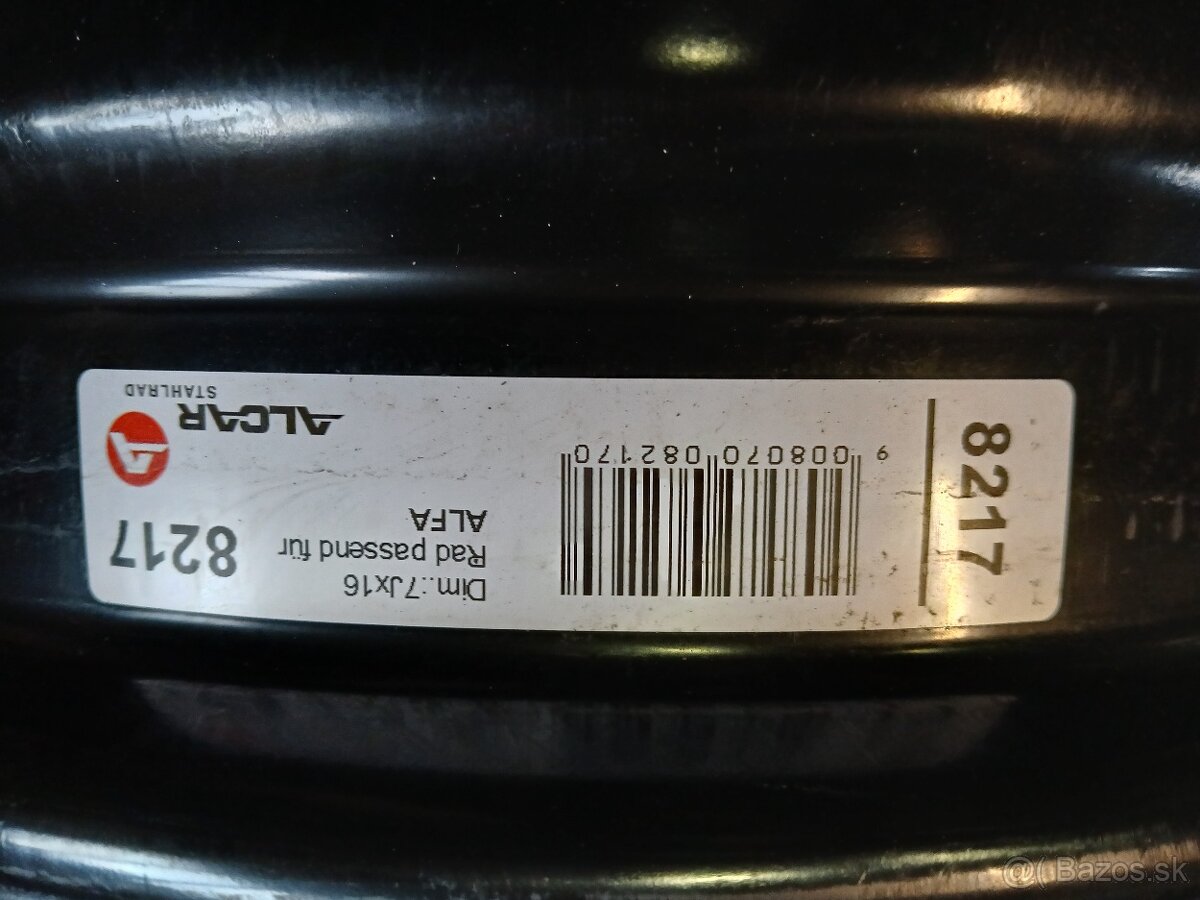 8217
Dim.:7Jx16
Rad passend für
ALFA
8217
9 008070 082170
A
ALCAR
STAHLRAD
@( Bazos.sk